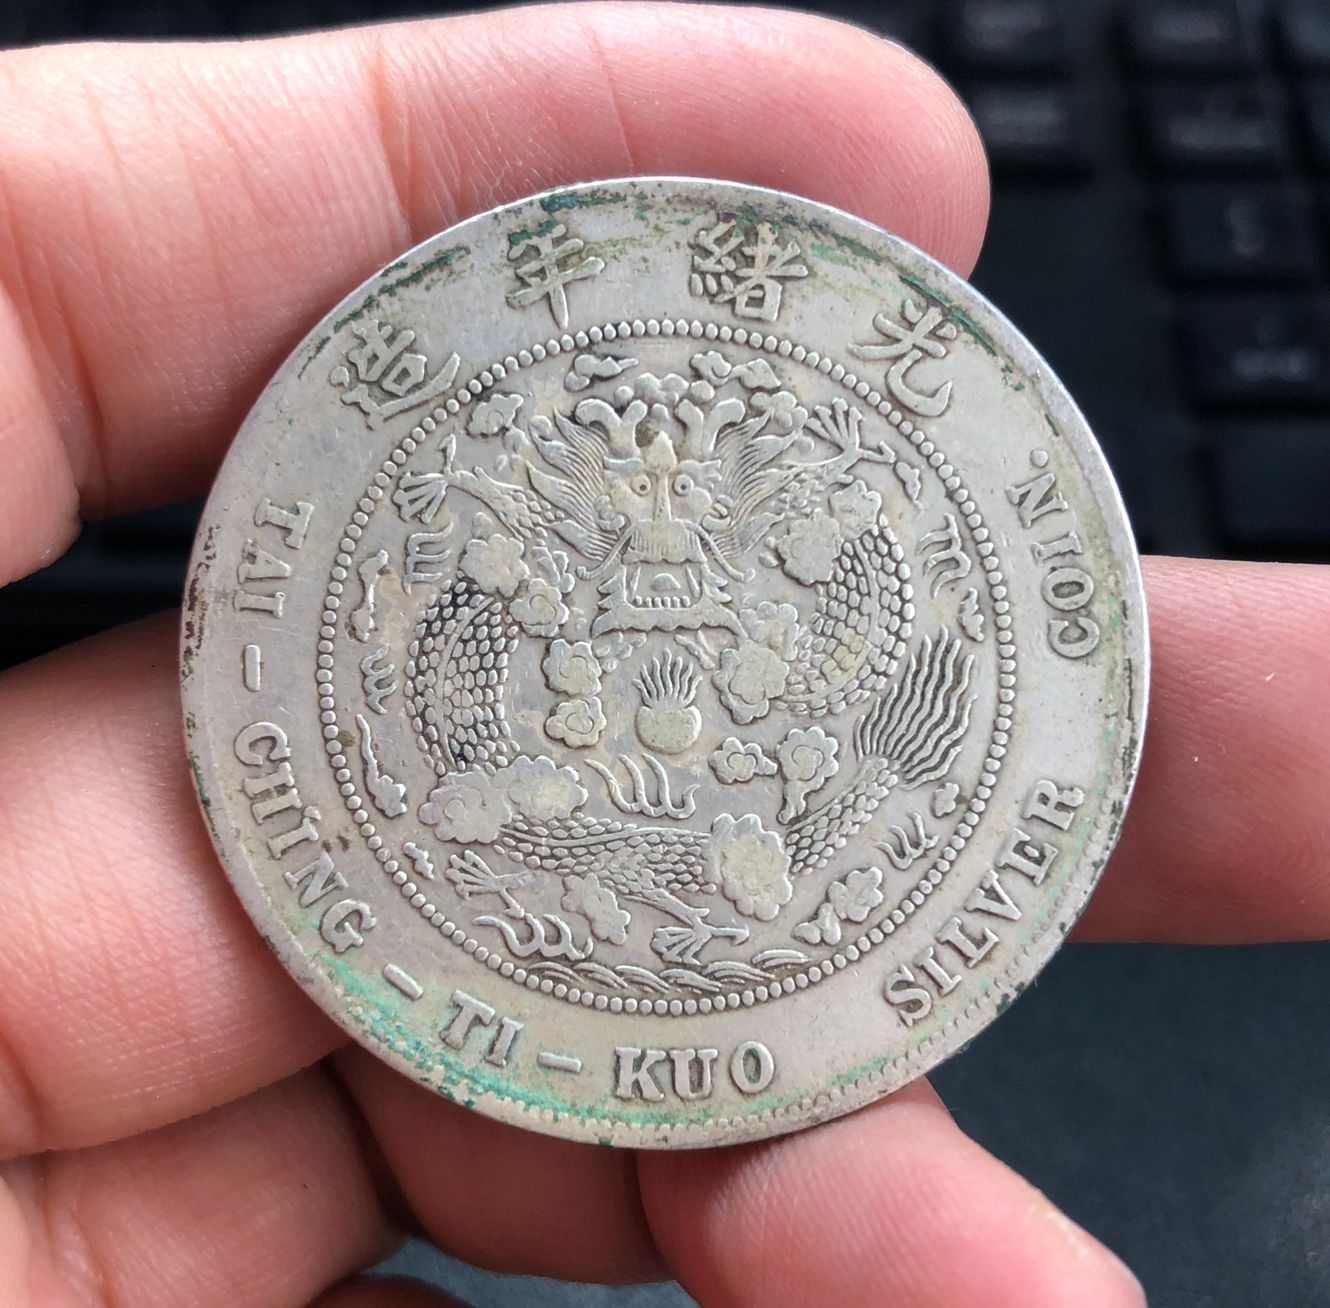 光緒年造
TAI-CHING-TI-KUO SILVER COIN.